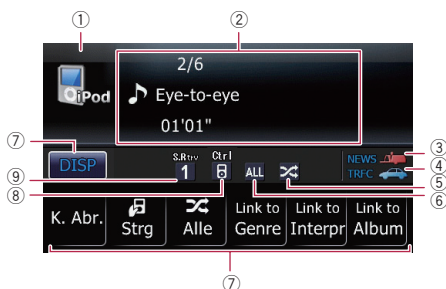 ①
②
2/6
iPod
Eye-to-eye
01'01"
③
④
⑦
DISP
S.Rtrv
1
Ctrl
ALL
NEWS
TRFC
⑨
⑧
⑥
⑤
K. Abr.
Strg
Alle
Link to
Genre
Link to
Interpr
Link to
Album
⑦